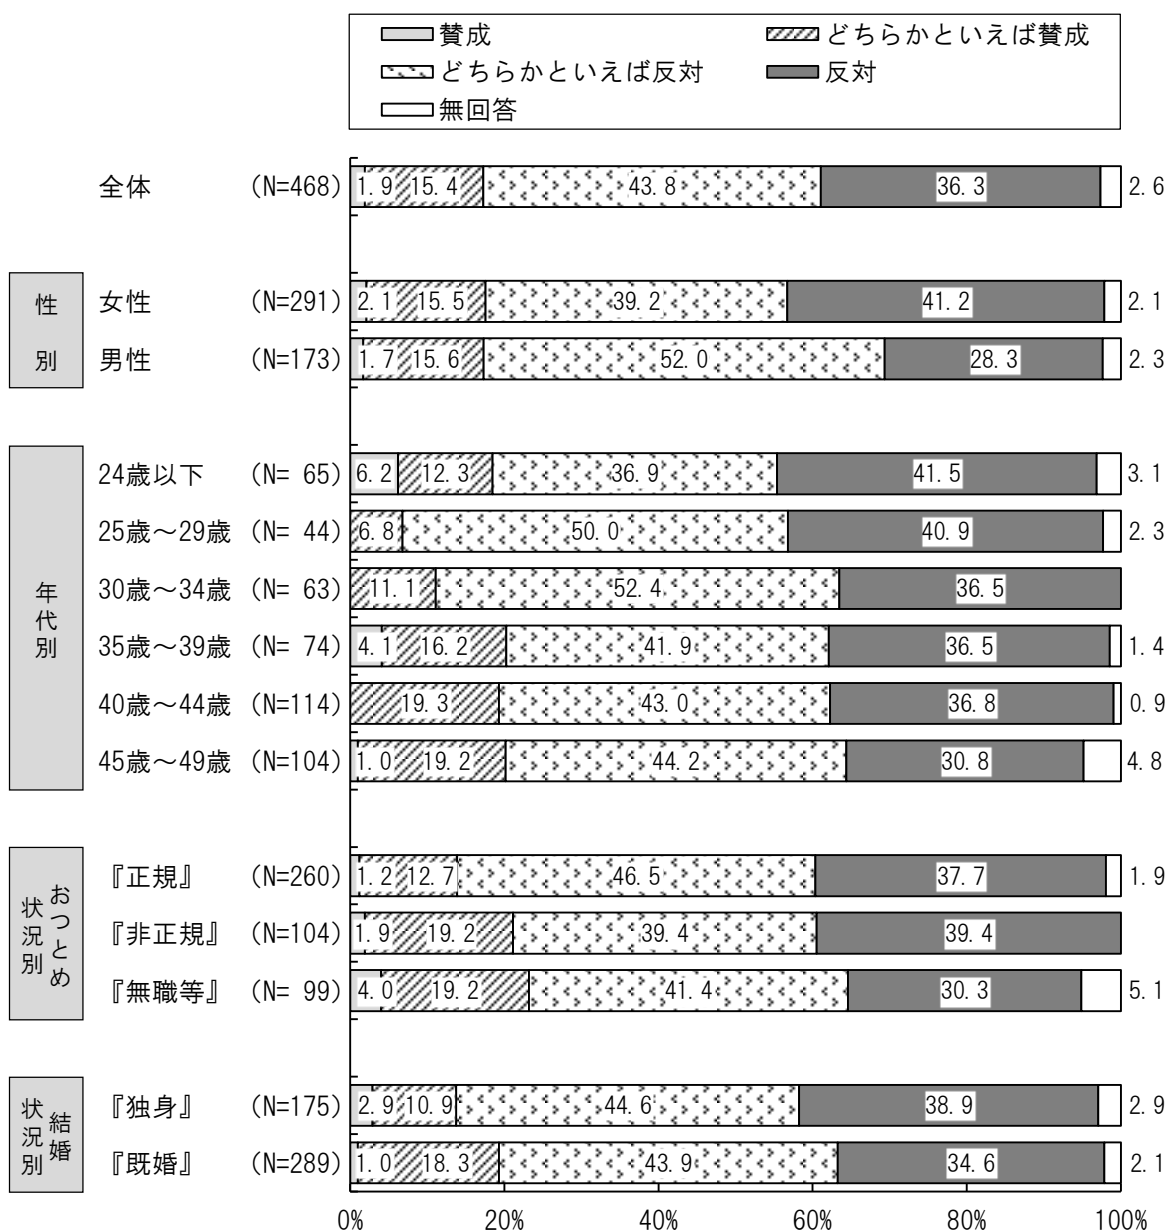 賛成 どちらかといえば賛成
どちらかといえば反対 反対
無回答
全体 (N=468) 1.9 15.4 43.8 36.3 2.6
性別
女性 (N=291) 2.1 15.5 39.2 41.2 2.1
男性 (N=173) 1.7 15.6 52.0 28.3 2.3
年代別
24歳以下 (N= 65) 6.2 12.3 36.9 41.5 3.1
25歳～29歳 (N= 44) 6.8 50.0 40.9 2.3
30歳～34歳 (N= 63) 11.1 52.4 36.5
35歳～39歳 (N= 74) 4.1 16.2 41.9 36.5 1.4
40歳～44歳 (N=114) 19.3 43.0 36.8 0.9
45歳～49歳 (N=104) 1.0 19.2 44.2 30.8 4.8
おつとめ
状況別
『正規』 (N=260) 1.2 12.7 46.5 37.7 1.9
『非正規』 (N=104) 1.9 19.2 39.4 39.4
『無職等』 (N= 99) 4.0 19.2 41.4 30.3 5.1
結婚
状況別
『独身』 (N=175) 2.9 10.9 44.6 38.9 2.9
『既婚』 (N=289) 1.0 18.3 43.9 34.6 2.1
0% 20% 40% 60% 80% 100%